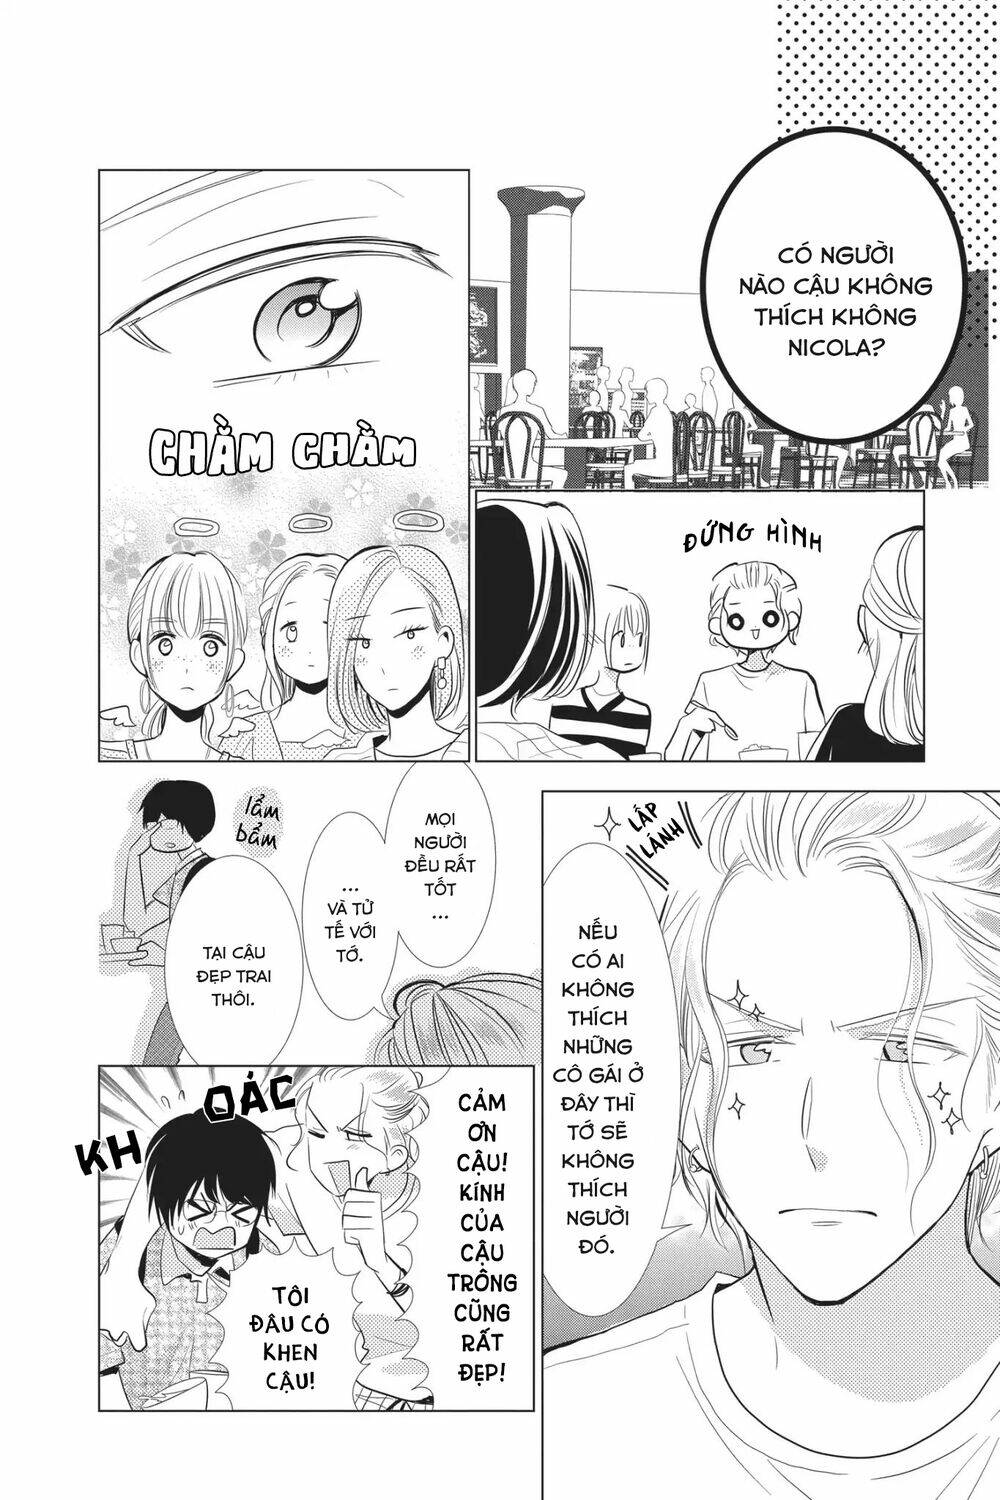 CÓ NGƯỜI
NÀO CẬU KHÔNG
THÍCH KHÔNG
NICOLA?
CHẰM CHẰM
ĐỨNG HÌNH
LẤP
LÁNH
NẾU
CÓ AI
KHÔNG
THÍCH
NHỮNG
CÔ GÁI Ở
ĐÂY THÌ
TỚ SẼ
KHÔNG
THÍCH
NGƯỜI
ĐÓ.
MỌI
NGƯỜI
ĐỀU RẤT
TỐT
...
...
VÀ TỬ
TẾ VỚI
TỚ.
lẩm
bẩm
TẠI CẬU
ĐẸP TRAI
THÔI.
KH OÁC
CẢM
ƠN
CẬU!
KÍNH
CỦA
CẬU
TRÔNG
CŨNG
RẤT
ĐẸP!
TÔI
ĐÂU CÓ
KHEN
CẬU!